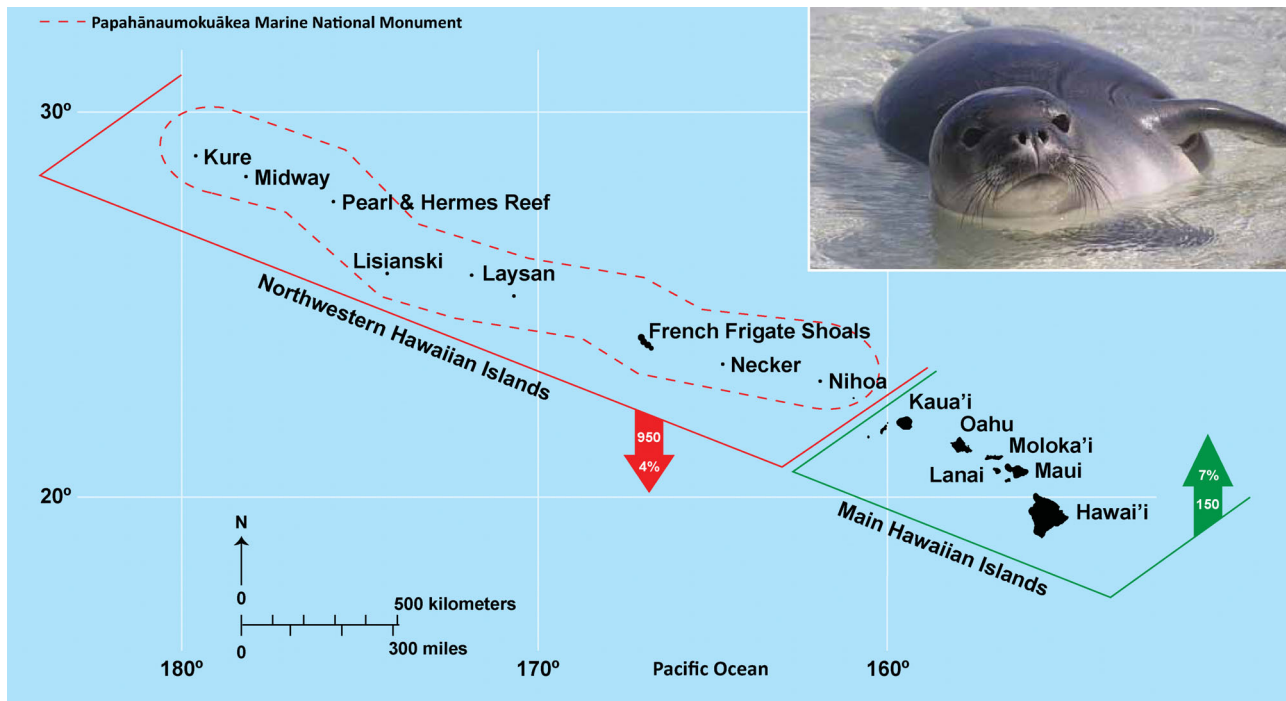 Papahānaumokuākea Marine National Monument
30º
Kure
Midway
Pearl & Hermes Reef
Lisianski
Laysan
Northwestern Hawaiian Islands
French Frigate Shoals
Necker
Nihoa
950
4%
Kaua'i
Oahu
Moloka'i
Lanai
Maui
Hawai'i
Main Hawaiian Islands
7%
150
20º
N
0
500 kilometers
0
300 miles
180º
170º
Pacific Ocean
160º